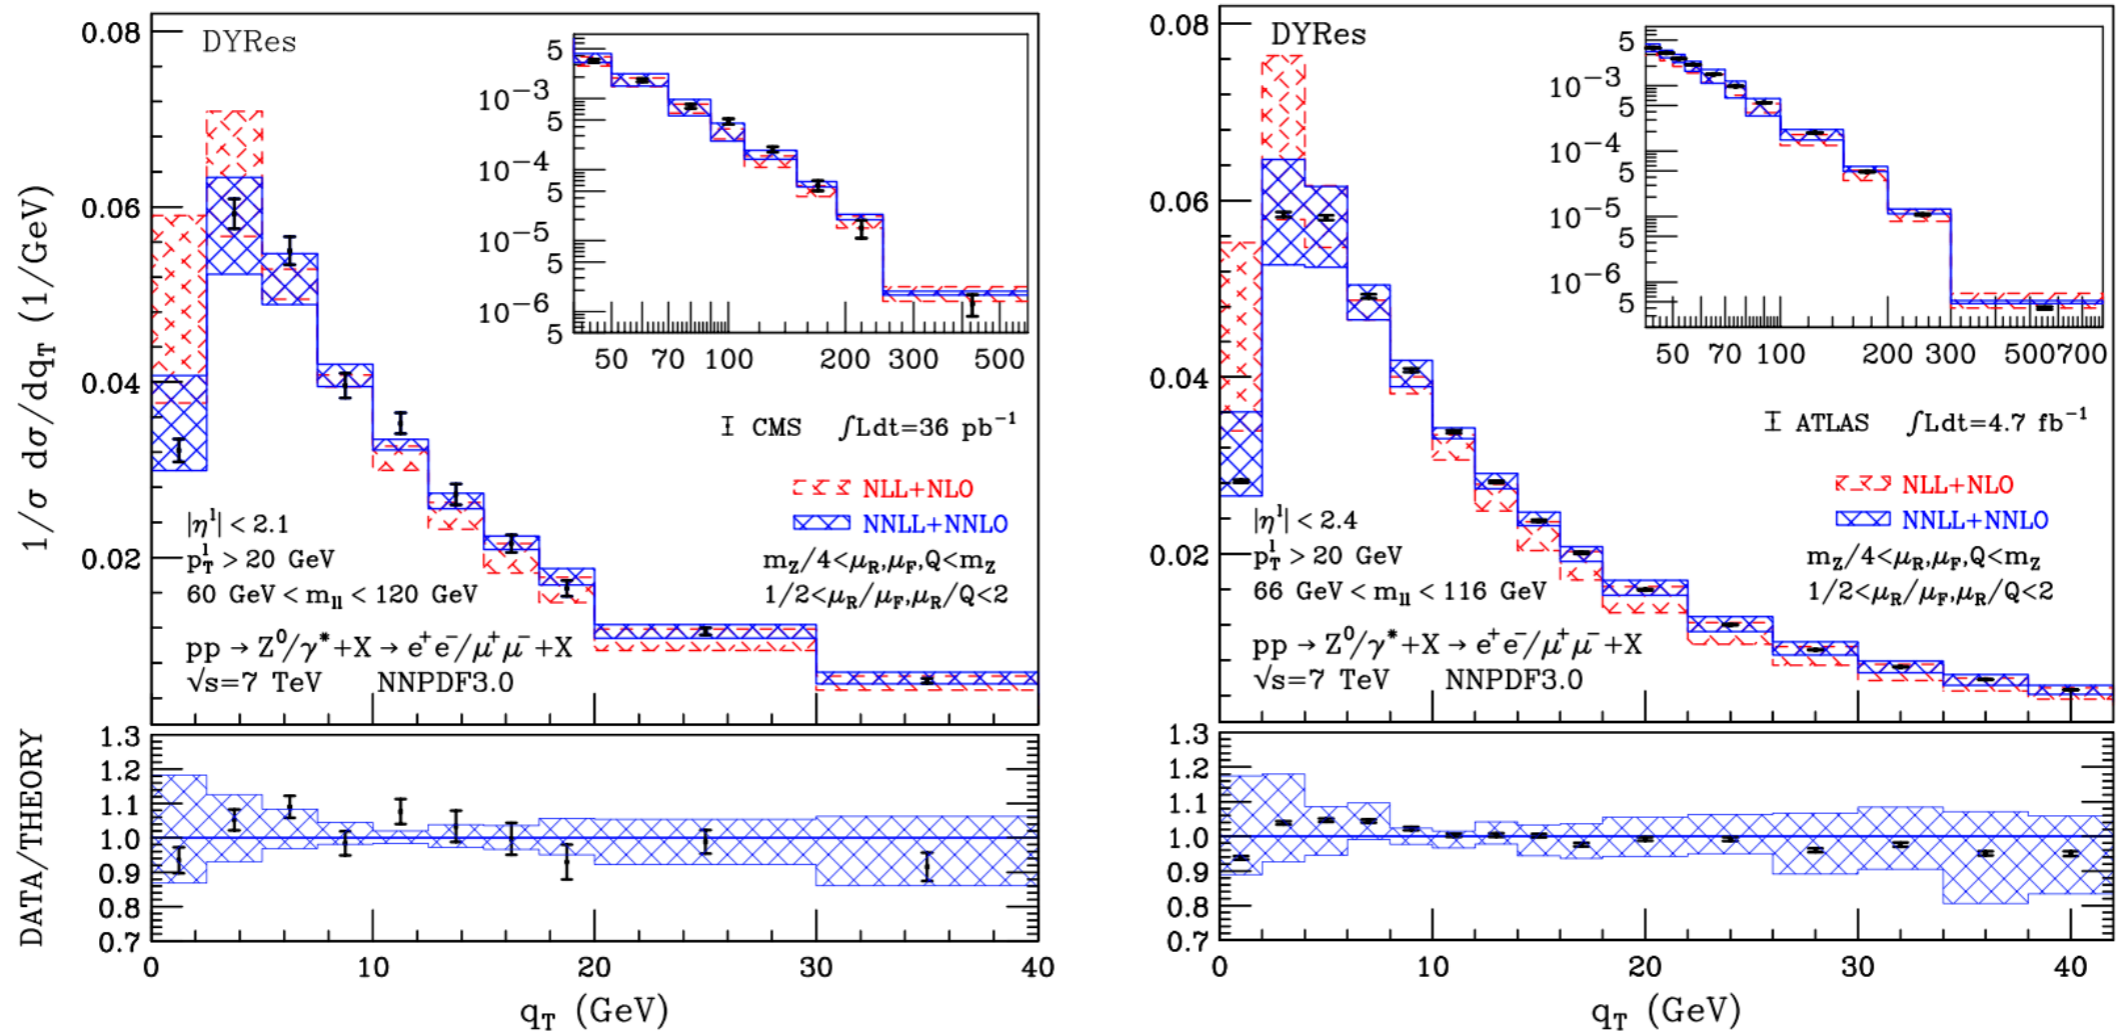 DYRes
1/σ dσ/dq_T (1/GeV)
0.08
0.06
0.04
0.02
5
10⁻³
5
10⁻⁴
5
10⁻⁵
5
10⁻⁶
5
50 70 100 200 300 500
CMS ∫Ldt=36 pb⁻¹
NLL+NLO
NNLL+NNLO
m_Z/4<μ_R,μ_F,Q<m_Z
1/2<μ_R/μ_F,μ_R/Q<2
|η^l|<2.1
p_T^l>20 GeV
60 GeV<m_ll<120 GeV
pp→Z⁰/γ*+X→e⁺e⁻/μ⁺μ⁻+X
√s=7 TeV NNPDF3.0
DATA/THEORY
1.3
1.2
1.1
1.0
0.9
0.8
0.7
0 10 20 30 40
q_T (GeV)
DYRes
0.08
0.06
0.04
0.02
5
10⁻³
5
10⁻⁴
5
10⁻⁵
5
10⁻⁶
5
50 70 100 200 300 500 700
ATLAS ∫Ldt=4.7 fb⁻¹
NLL+NLO
NNLL+NNLO
m_Z/4<μ_R,μ_F,Q<m_Z
1/2<μ_R/μ_F,μ_R/Q<2
|η^l|<2.4
p_T^l>20 GeV
66 GeV<m_ll<116 GeV
pp→Z⁰/γ*+X→e⁺e⁻/μ⁺μ⁻+X
√s=7 TeV NNPDF3.0
1.3
1.2
1.1
1.0
0.9
0.8
0.7
0 10 20 30 40
q_T (GeV)